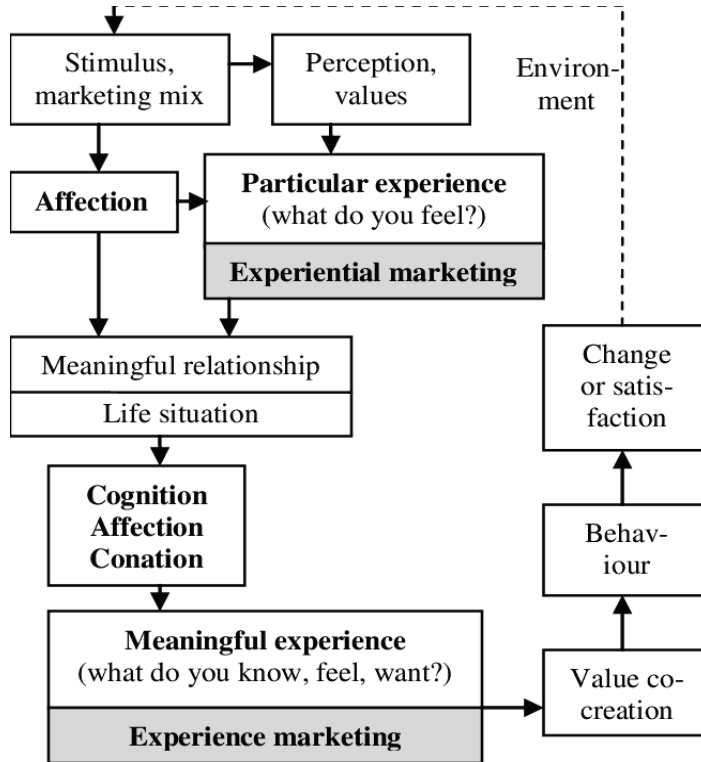 Stimulus,
marketing mix
Perception,
values
Environ-
ment
Affection
Particular experience
(what do you feel?)
Experiential marketing
Meaningful relationship
Life situation
Change
or satis-
faction
Cognition
Affection
Conation
Behav-
iour
Meaningful experience
(what do you know, feel, want?)
Experience marketing
Value co-
creation